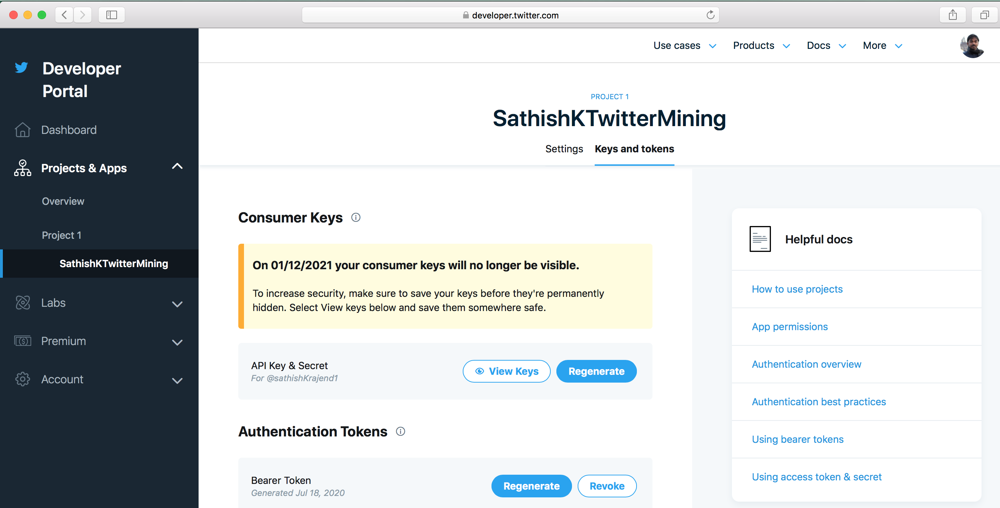 developer.twitter.com
Use cases
Products
Docs
More
Developer
Portal
Dashboard
Projects & Apps
Overview
Project 1
SathishKTwitterMining
Labs
Premium
Account
PROJECT 1
SathishKTwitterMining
Settings
Keys and tokens
Consumer Keys
On 01/12/2021 your consumer keys will no longer be visible.
To increase security, make sure to save your keys before they're permanently
hidden. Select View keys below and save them somewhere safe.
API Key & Secret
For @sathishKrajend1
View Keys
Regenerate
Authentication Tokens
Bearer Token
Generated Jul 18, 2020
Regenerate
Revoke
Helpful docs
How to use projects
App permissions
Authentication overview
Authentication best practices
Using bearer tokens
Using access token & secret